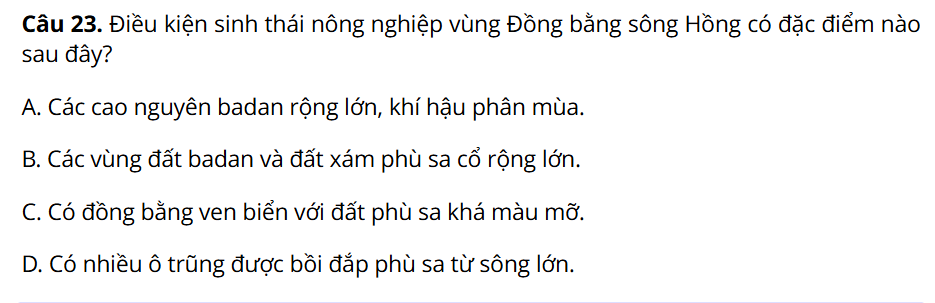 Câu 23. Điều kiện sinh thái nông nghiệp vùng Đồng bằng sông Hồng có đặc điểm nào
sau đây?
A. Các cao nguyên badan rộng lớn, khí hậu phân mùa.
B. Các vùng đất badan và đất xám phù sa cổ rộng lớn.
C. Có đồng bằng ven biển với đất phù sa khá màu mỡ.
D. Có nhiều ô trũng được bồi đắp phù sa từ sông lớn.